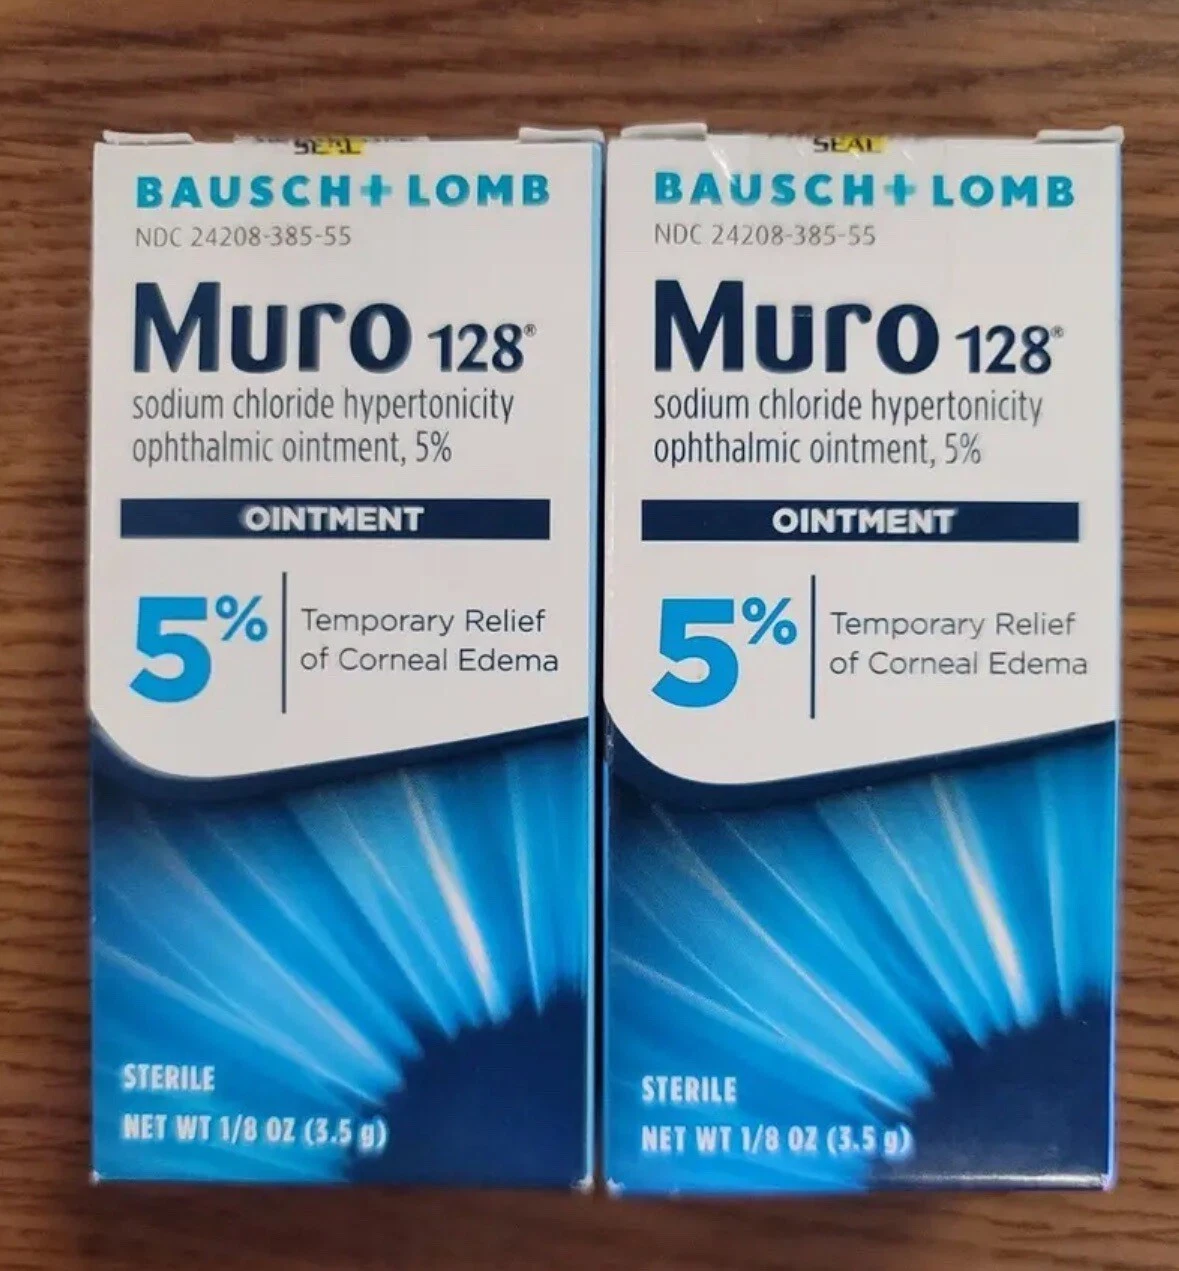 SEAL
BAUSCH + LOMB
NDC 24208-385-55
Muro 128®
sodium chloride hypertonicity
ophthalmic ointment, 5%
OINTMENT
5%
Temporary Relief
of Corneal Edema
STERILE
NET WT 1/8 OZ (3.5 g)
SEAL
BAUSCH + LOMB
NDC 24208-385-55
Muro 128®
sodium chloride hypertonicity
ophthalmic ointment, 5%
OINTMENT
5%
Temporary Relief
of Corneal Edema
STERILE
NET WT 1/8 OZ (3.5 g)